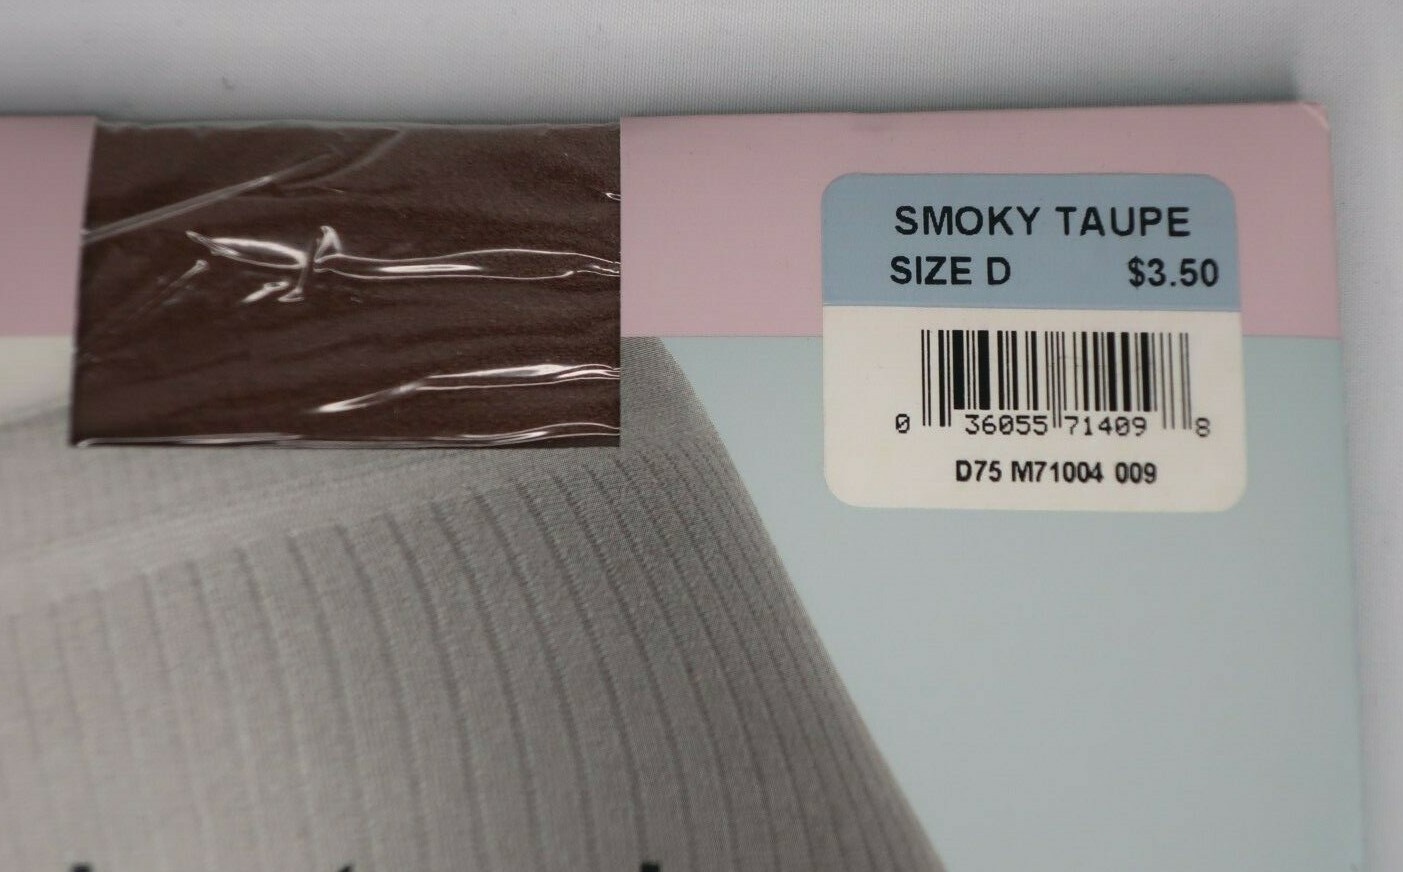 SMOKY TAUPE
SIZE D $3.50
0 36055 71409 8
D75 M71004 009